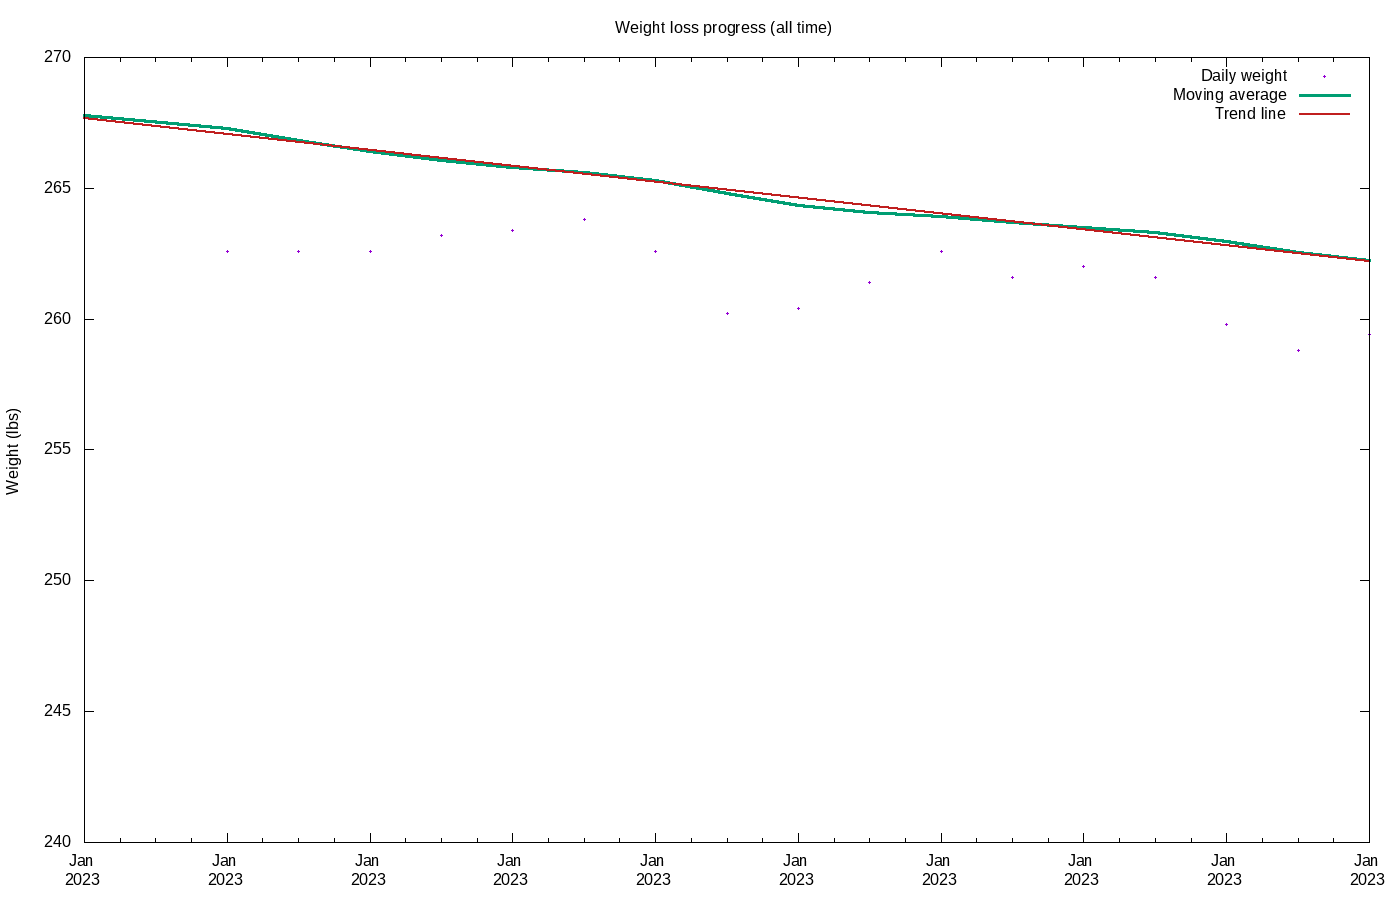 Weight loss progress (all time)
270
265
260
255
250
245
240
Weight (lbs)
Daily weight
Moving average
Trend line
Jan Jan Jan Jan Jan Jan Jan Jan Jan Jan
2023 2023 2023 2023 2023 2023 2023 2023 2023 2023